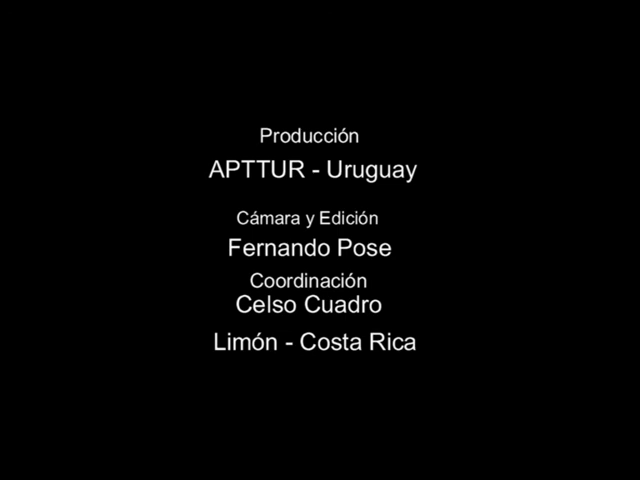 Producción
APTTUR - Uruguay
Cámara y Edición
Fernando Pose
Coordinación
Celso Cuadro
Limón - Costa Rica